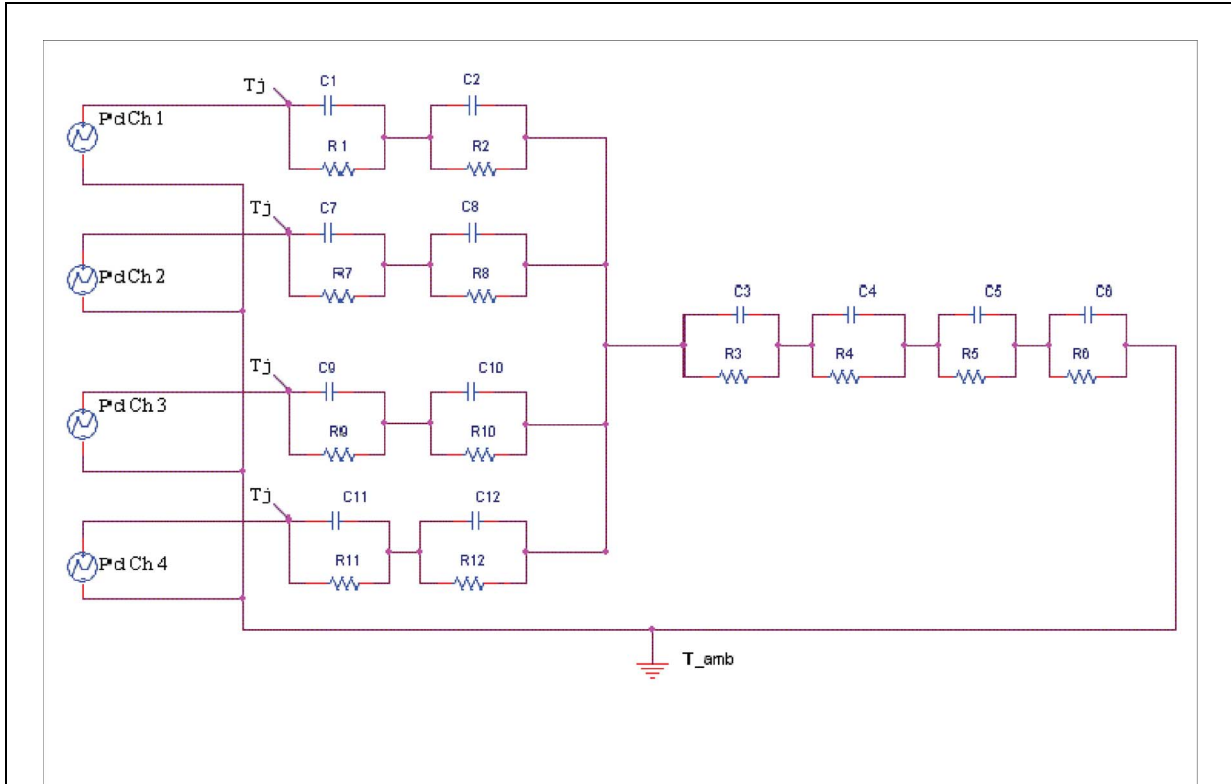 Tj C1 C2
PdCh1
R1 R2
Tj C7 C8
PdCh2
R7 R8
C3 C4 C5 C6
R3 R4 R5 R6
Tj C9 C10
PdCh3
R9 R10
Tj C11 C12
PdCh4
R11 R12
T_amb